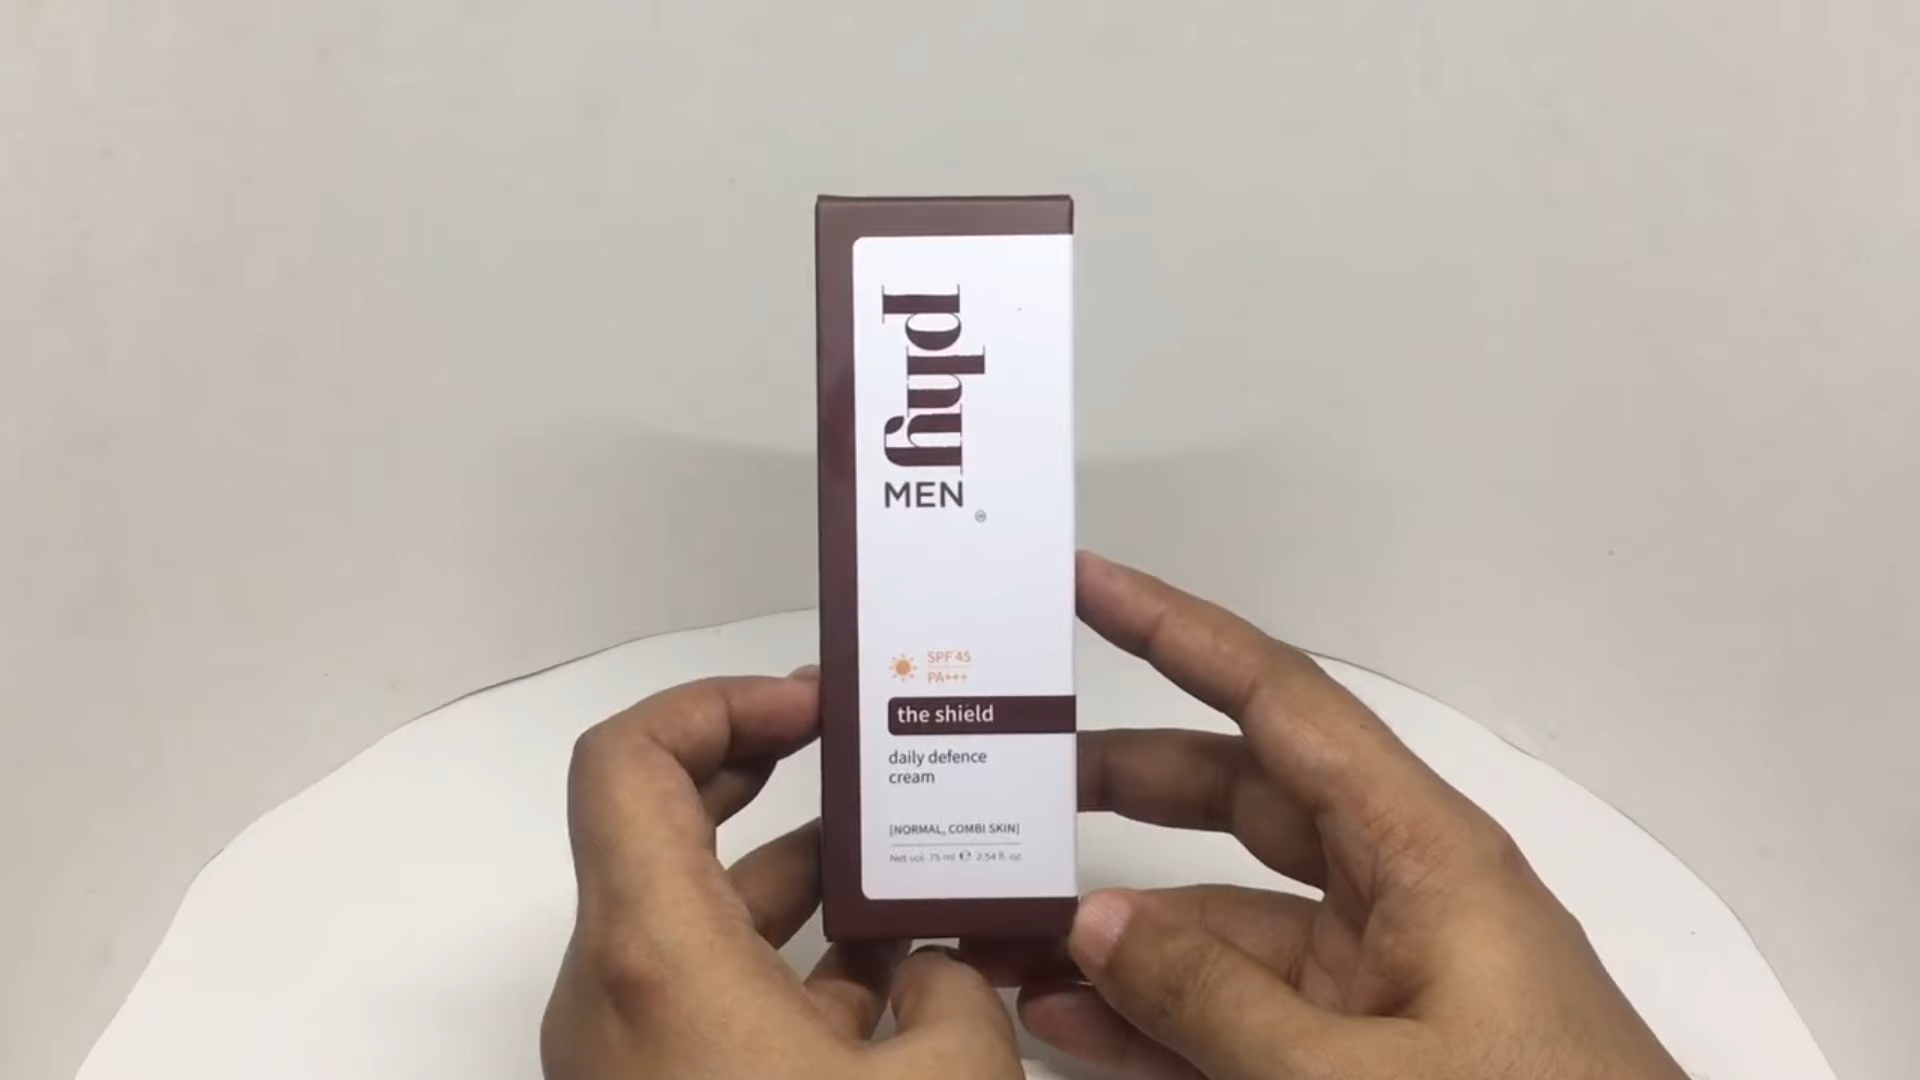 phy
MEN
®
SPF 45
PA+++
the shield
daily defence
cream
[NORMAL, COMBI SKIN]
Net vol. 75 ml ℮ 2.54 fl. oz.